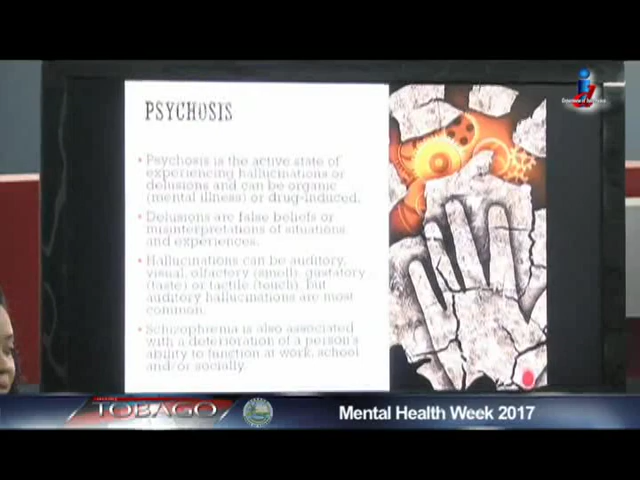 PSYCHOSIS
• Psychosis is the active state of
experiencing hallucinations or
delusions and can be organic
(mental illness) or drug-induced.
• Delusions are false beliefs or
misinterpretations of situations
and experiences.
• Hallucinations can be auditory,
visual, olfactory (smell), gustatory
(taste) or tactile (touch). But
auditory hallucinations are most
common.
• Schizophrenia is also associated
with a deterioration of a person's
ability to function at work, school
and/or socially.
TOBAGO
Mental Health Week 2017